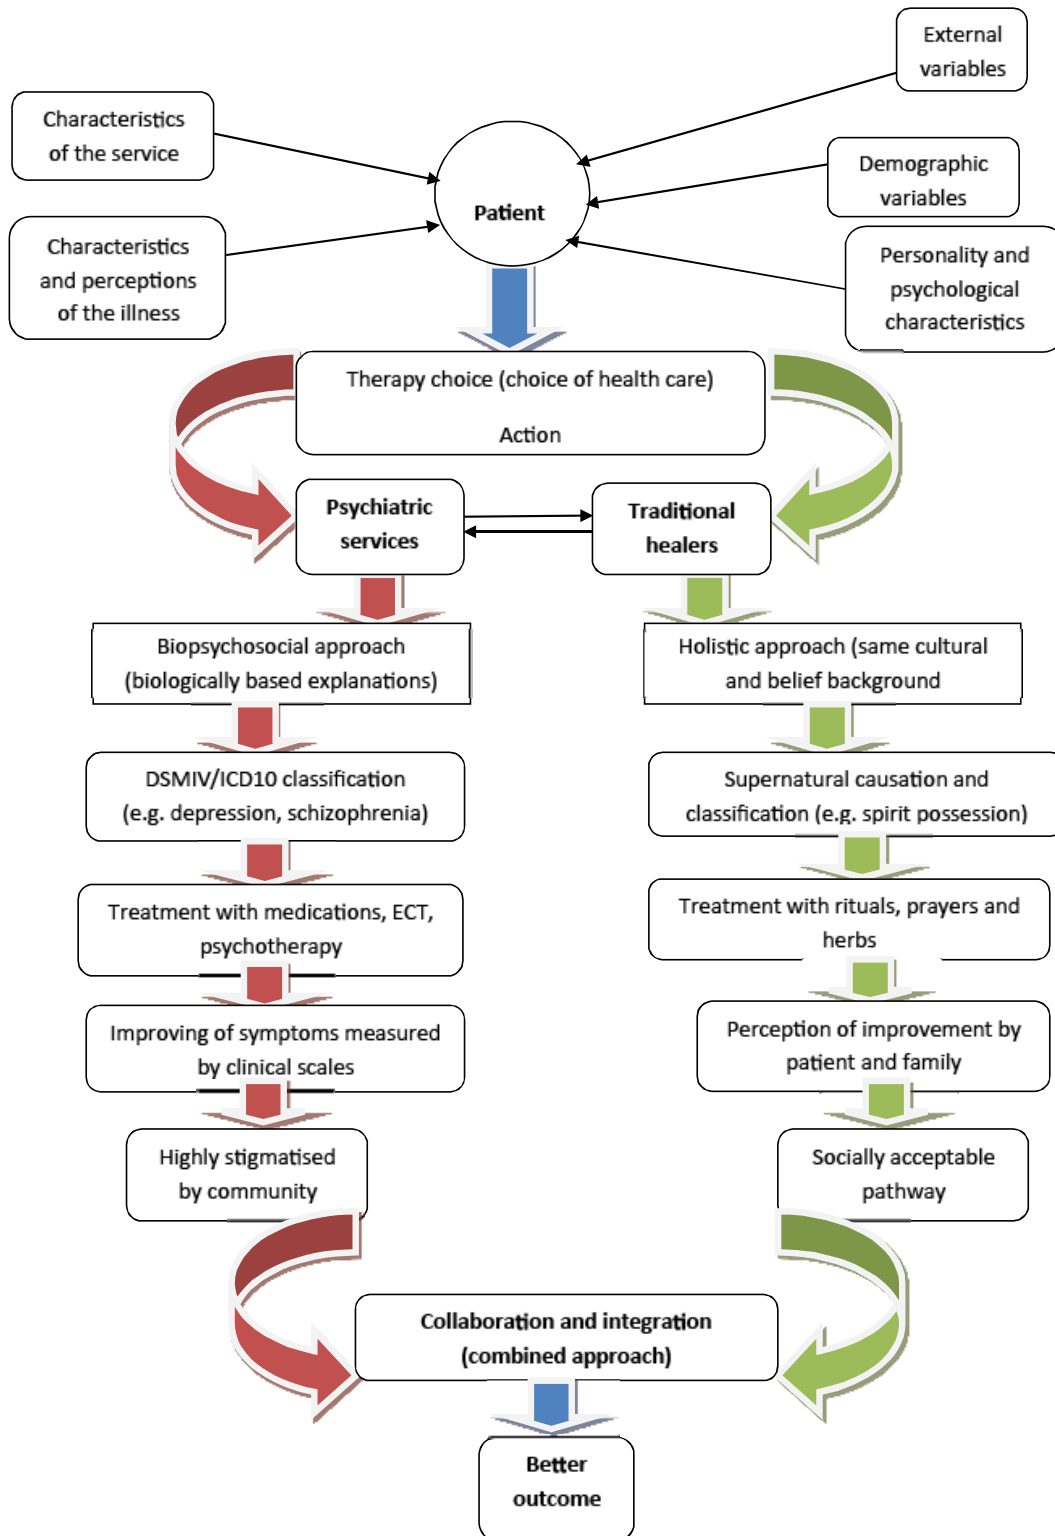 External
variables
Characteristics
of the service
Demographic
variables
Patient
Characteristics
and perceptions
of the illness
Personality and
psychological
characteristics
Therapy choice (choice of health care)
Action
Psychiatric
services
Traditional
healers
Biopsychosocial approach
(biologically based explanations)
Holistic approach (same cultural
and belief background
DSMIV/ICD10 classification
(e.g. depression, schizophrenia)
Supernatural causation and
classification (e.g. spirit possession)
Treatment with medications, ECT,
psychotherapy
Treatment with rituals, prayers and
herbs
Improving of symptoms measured
by clinical scales
Perception of improvement by
patient and family
Highly stigmatised
by community
Socially acceptable
pathway
Collaboration and integration
(combined approach)
Better
outcome